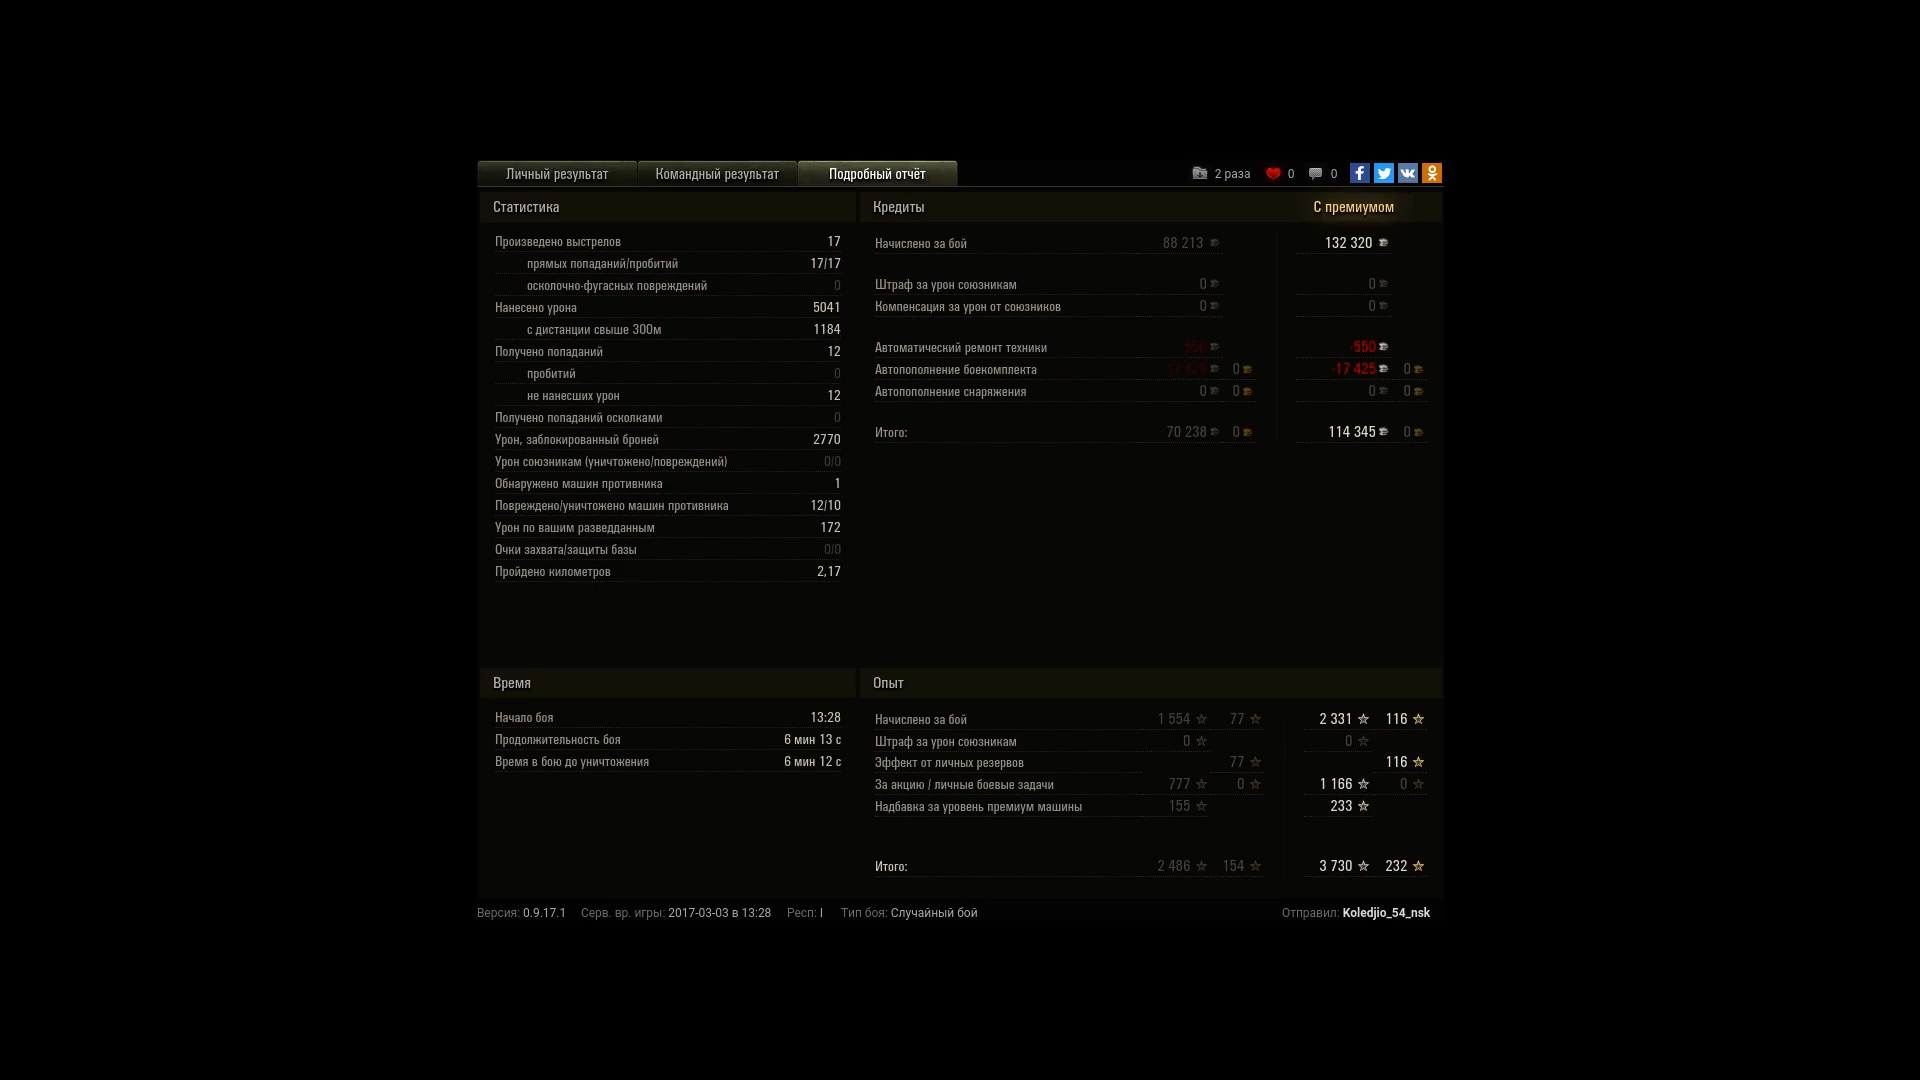 Личный результат Командный результат Подробный отчёт 2 раза 0 0
Статистика
Произведено выстрелов 17
прямых попаданий/пробитий 17/17
осколочно-фугасных повреждений 0
Нанесено урона 5041
с дистанции свыше 300м 1184
Получено попаданий 12
пробитий 0
не нанесших урон 12
Получено попаданий осколками 0
Урон, заблокированный броней 2770
Урон союзникам (уничтожено/повреждений) 0/0
Обнаружено машин противника 1
Повреждено/уничтожено машин противника 12/10
Урон по вашим разведданным 172
Очки захвата/защиты базы 0/0
Пройдено километров 2,17
Кредиты С премиумом
Начислено за бой 88 213 132 320
Штраф за урон союзникам 0 0
Компенсация за урон от союзников 0 0
Автоматический ремонт техники -550 -550
Автопополнение боекомплекта -17 425 0 -17 425 0
Автопополнение снаряжения 0 0 0 0
Итого: 70 238 0 114 345 0
Время
Начало боя 13:28
Продолжительность боя 6 мин 13 с
Время в бою до уничтожения 6 мин 12 с
Опыт
Начислено за бой 1 554 77 2 331 116
Штраф за урон союзникам 0 0
Эффект от личных резервов 77 116
За акцию / личные боевые задачи 777 0 1 166 0
Надбавка за уровень премиум машины 155 233
Итого: 2 486 154 3 730 232
Версия: 0.9.17.1 Серв. вр. игры: 2017-03-03 в 13:28 Респ: I Тип боя: Случайный бой Отправил: Koledjio_54_nsk